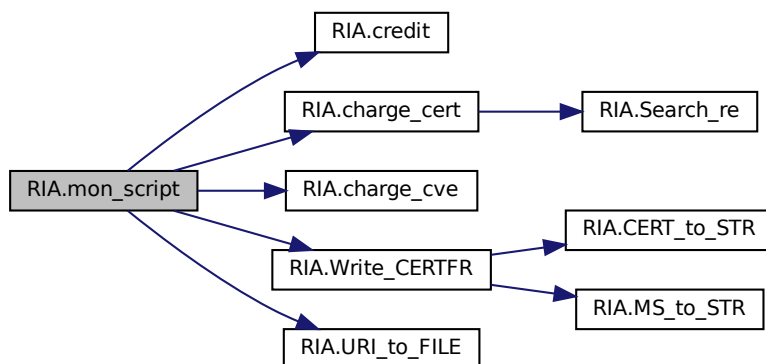 RIA.credit
RIA.charge_cert
RIA.Search_re
RIA.mon_script
RIA.charge_cve
RIA.CERT_to_STR
RIA.Write_CERTFR
RIA.MS_to_STR
RIA.URI_to_FILE